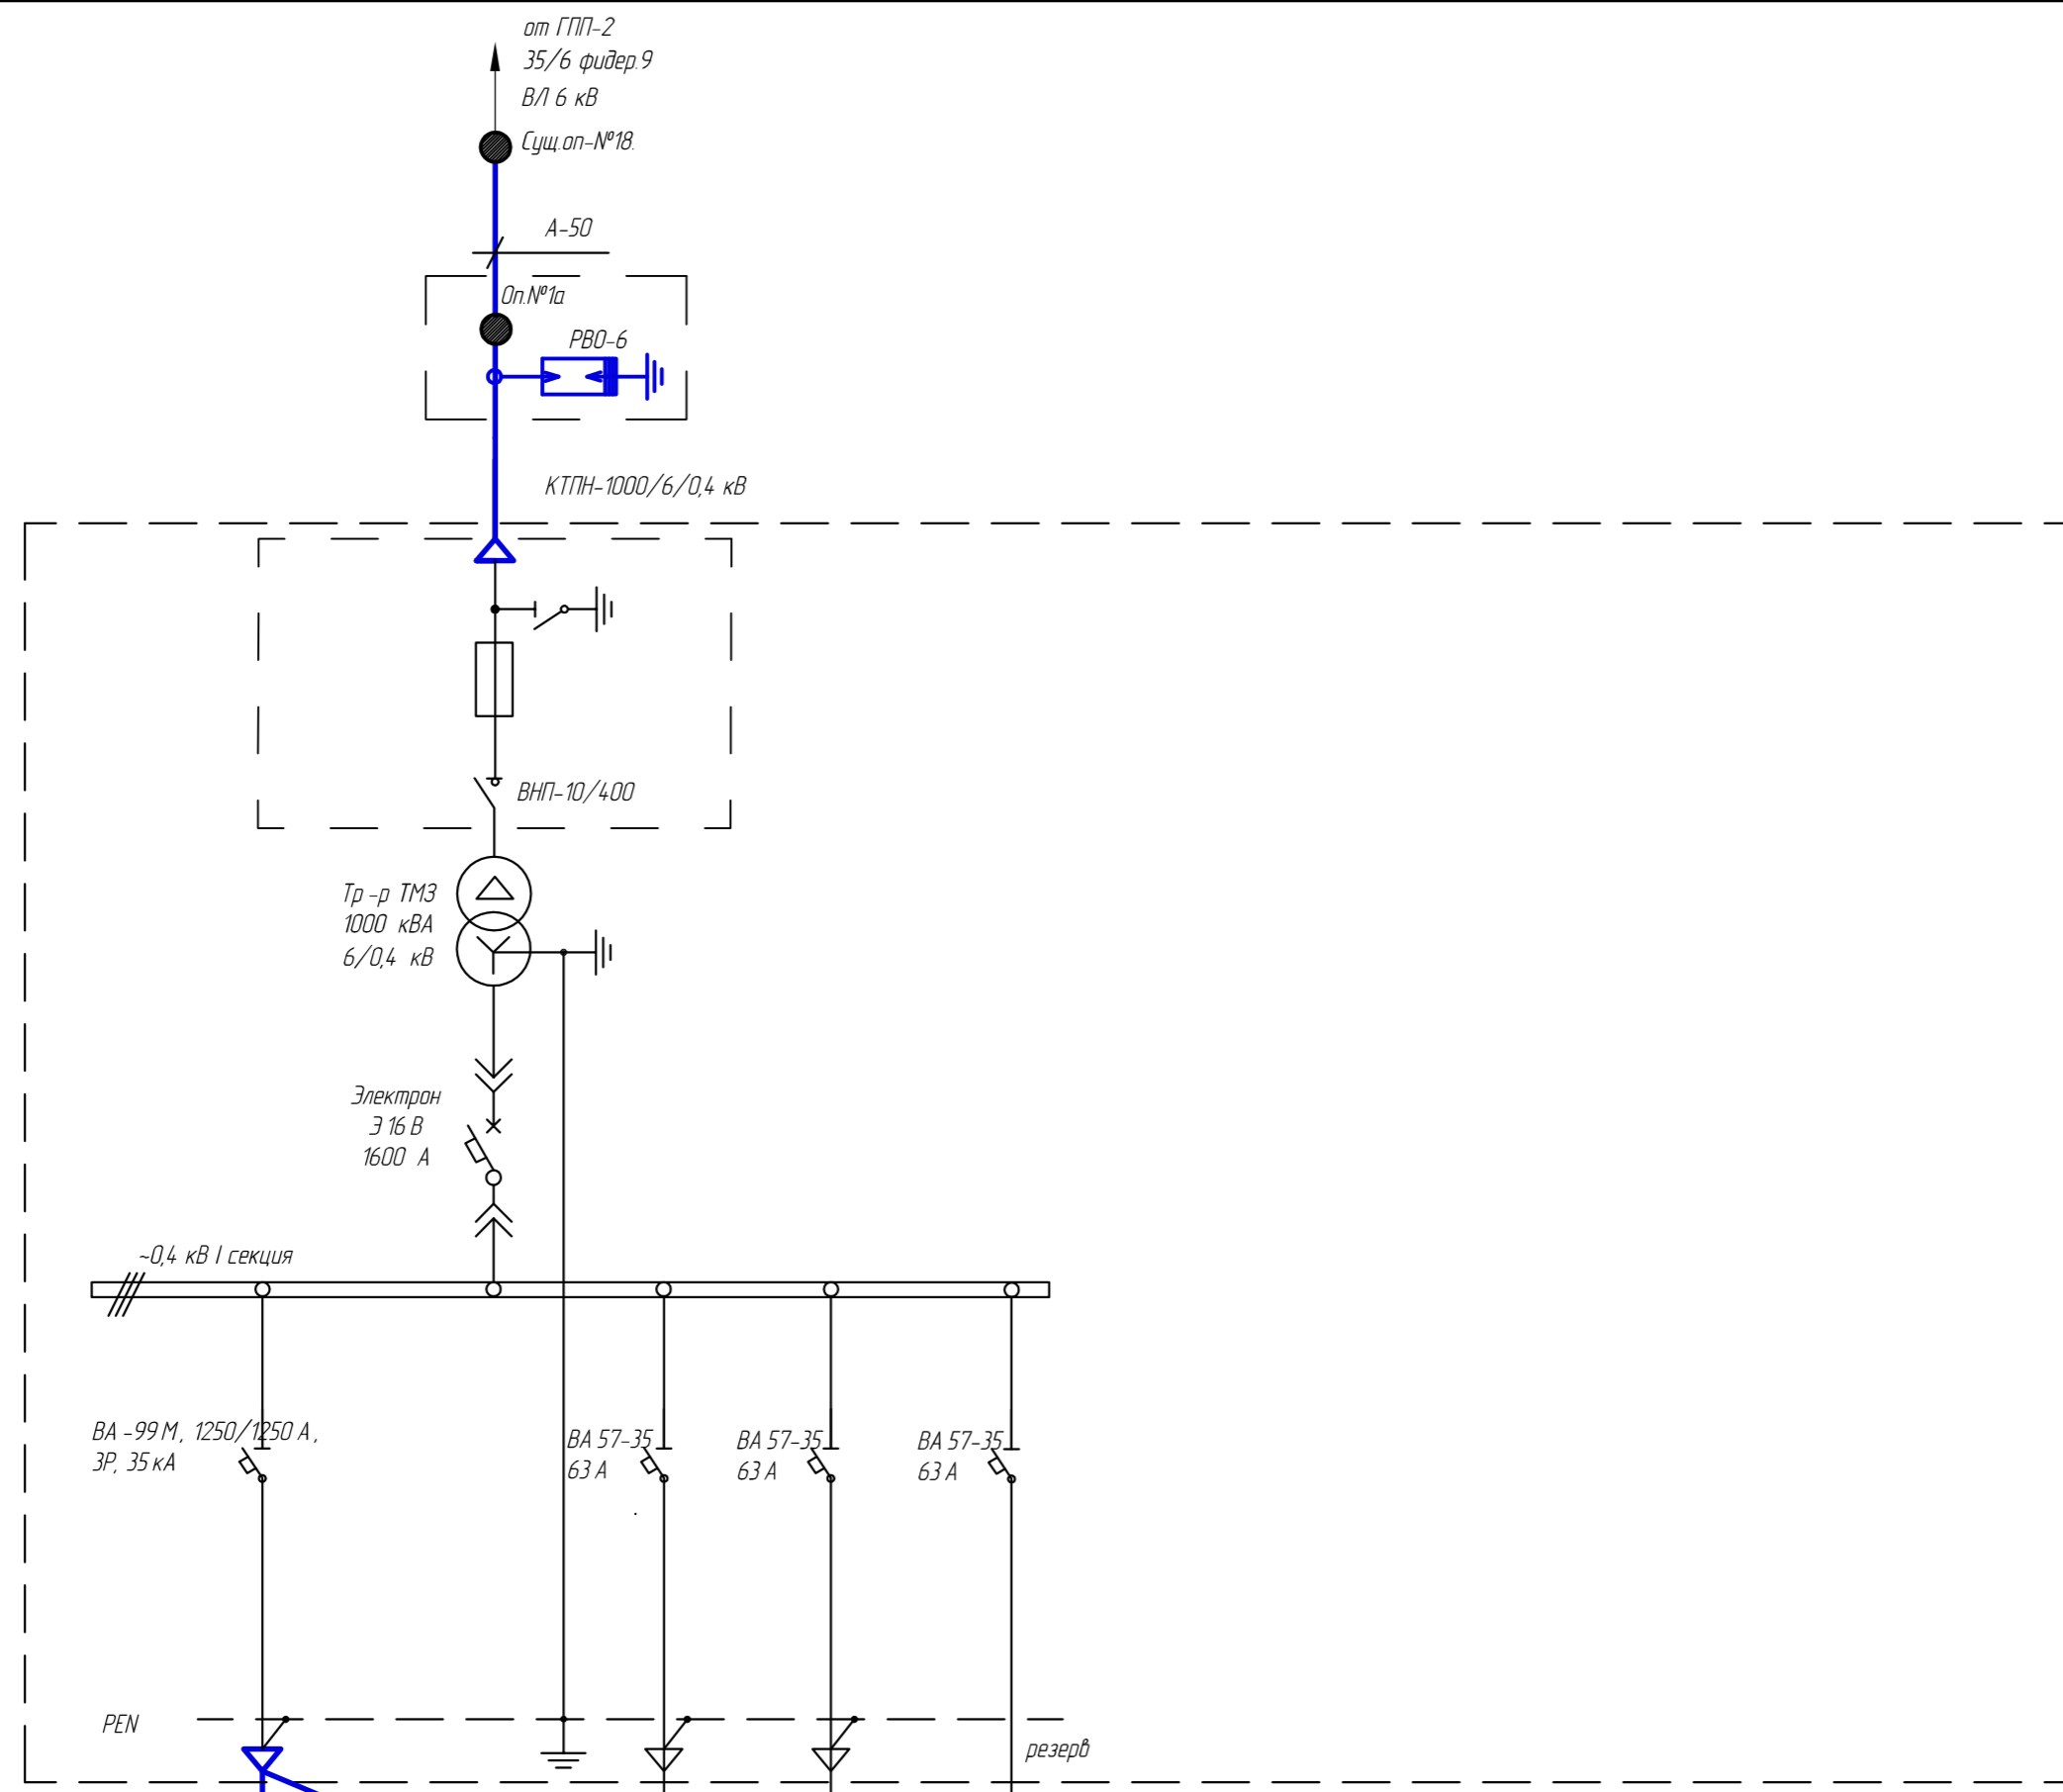 от ГПП-2
35/6 фидер.9
ВЛ 6 кВ
Сущ.оп-№18.
А-50
Оп.№1а
РВО-6
КТПН-1000/6/0,4 кВ
ВНП-10/400
Тр-р ТМЗ
1000 кВА
6/0,4 кВ
Электрон
Э 16 В
1600 А
~0,4 кВ I секция
ВА-99М, 1250/1250 А,
3Р, 35 кА
ВА 57-35
63 А
ВА 57-35
63 А
ВА 57-35
63 А
PEN
резерв